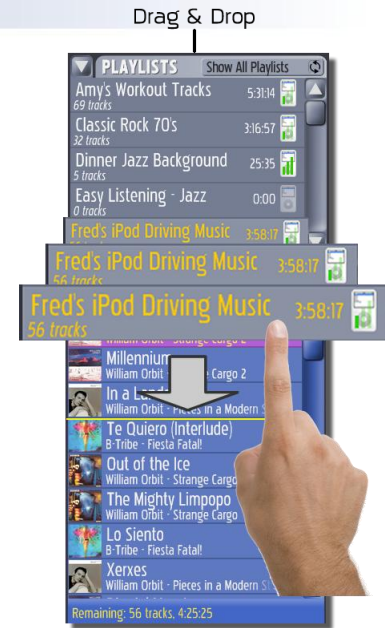 Drag & Drop
PLAYLISTS Show All Playlists
Amy's Workout Tracks 5:31:14
69 tracks
Classic Rock 70's 3:16:57
32 tracks
Dinner Jazz Background 25:35
5 tracks
Easy Listening - Jazz 0:00
0 tracks
Fred's iPod Driving Music 3:58:17
Fred's iPod Driving Music 3:58:17
56 tracks
Fred's iPod Driving Music 3:58:17
56 tracks
William Orbit - Strange Cargo 2
Millennium
William Orbit - Cargo 2
In a
William Orbit - Pieces in a Modern
Te Quiero (Interlude)
B-Tribe - Fiesta Fatal!
Out of the Ice
William Orbit - Strange Cargo
The Mighty Limpopo
William Orbit - Strange Cargo
Lo Siento
B-Tribe - Fiesta Fatal!
Xerxes
William Orbit - Pieces in a Modern
Remaining: 56 tracks, 4:25:25